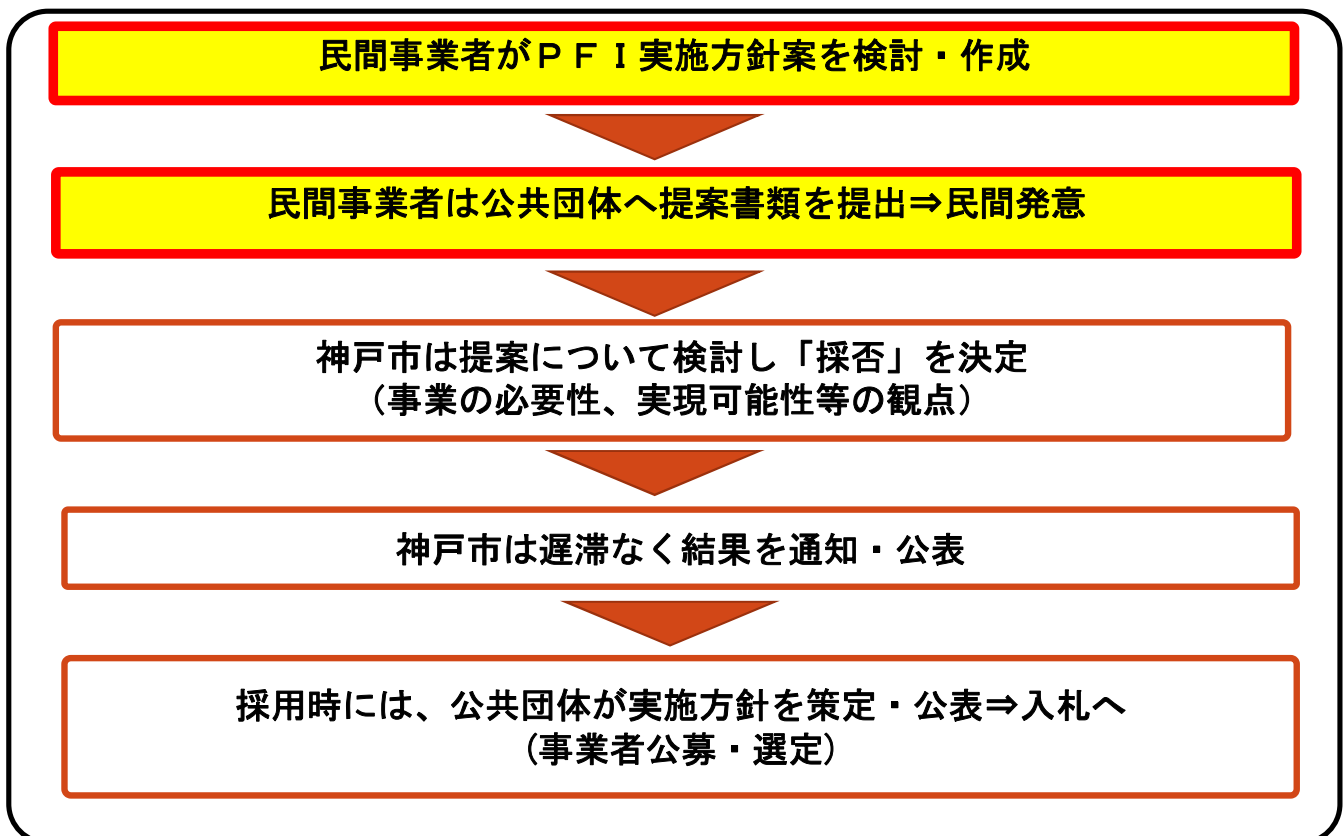 民間事業者がＰＦＩ実施方針案を検討・作成
民間事業者は公共団体へ提案書類を提出⇒民間発意
神戸市は提案について検討し「採否」を決定
（事業の必要性、実現可能性等の観点）
神戸市は遅滞なく結果を通知・公表
採用時には、公共団体が実施方針を策定・公表⇒入札へ
（事業者公募・選定）